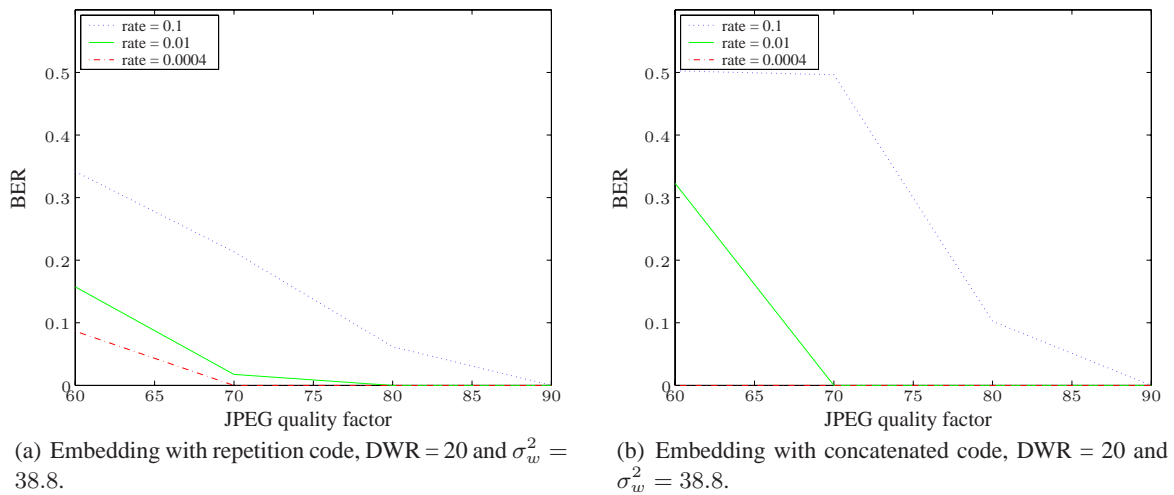 rate = 0.1
rate = 0.01
rate = 0.0004
0.5
0.4
0.3
0.2
0.1
0
BER
60 65 70 75 80 85 90
JPEG quality factor
(a) Embedding with repetition code, DWR = 20 and σ²_w =
38.8.
rate = 0.1
rate = 0.01
rate = 0.0004
0.5
0.4
0.3
0.2
0.1
0
BER
60 65 70 75 80 85 90
JPEG quality factor
(b) Embedding with concatenated code, DWR = 20 and
σ²_w = 38.8.